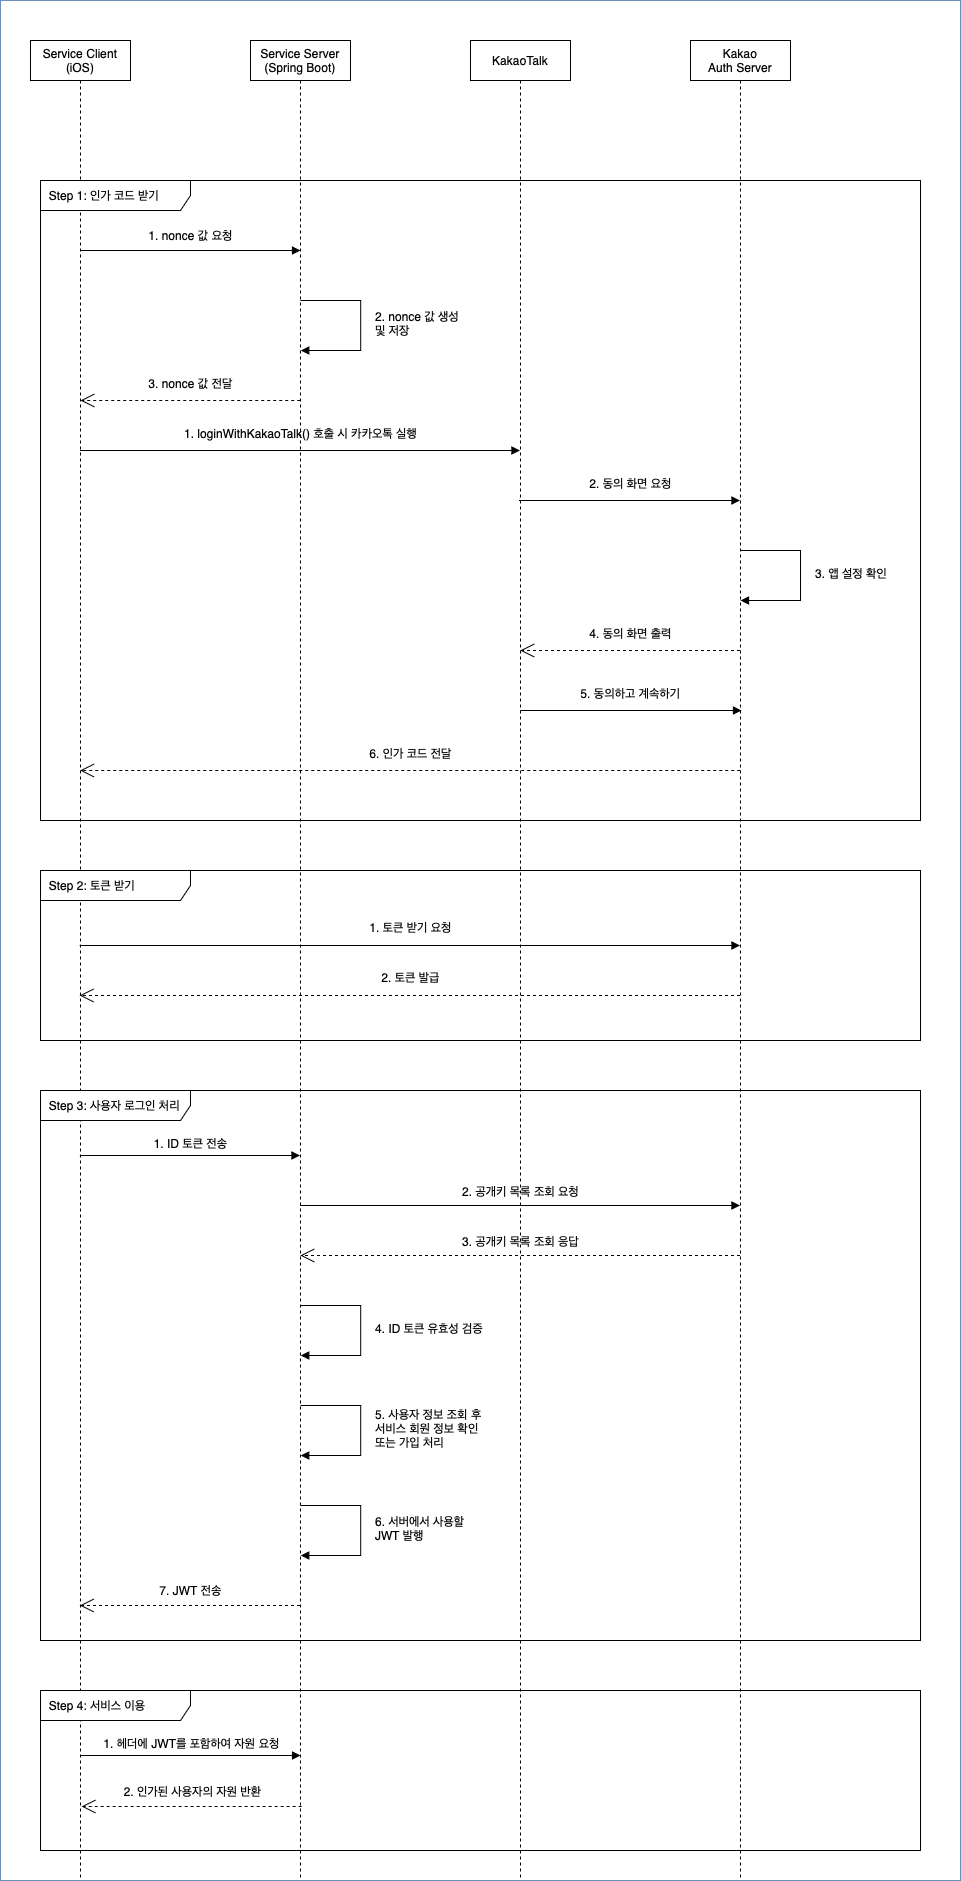 Service Client
(iOS)
Service Server
(Spring Boot)
KakaoTalk
Kakao
Auth Server
Step 1: 인가 코드 받기
1. nonce 값 요청
2. nonce 값 생성
및 저장
3. nonce 값 전달
1. loginWithKakaoTalk() 호출 시 카카오톡 실행
2. 동의 화면 요청
3. 앱 설정 확인
4. 동의 화면 출력
5. 동의하고 계속하기
6. 인가 코드 전달
Step 2: 토큰 받기
1. 토큰 받기 요청
2. 토큰 발급
Step 3: 사용자 로그인 처리
1. ID 토큰 전송
2. 공개키 목록 조회 요청
3. 공개키 목록 조회 응답
4. ID 토큰 유효성 검증
5. 사용자 정보 조회 후
서비스 회원 정보 확인
또는 가입 처리
6. 서버에서 사용할
JWT 발행
7. JWT 전송
Step 4: 서비스 이용
1. 헤더에 JWT를 포함하여 자원 요청
2. 인가된 사용자의 자원 반환